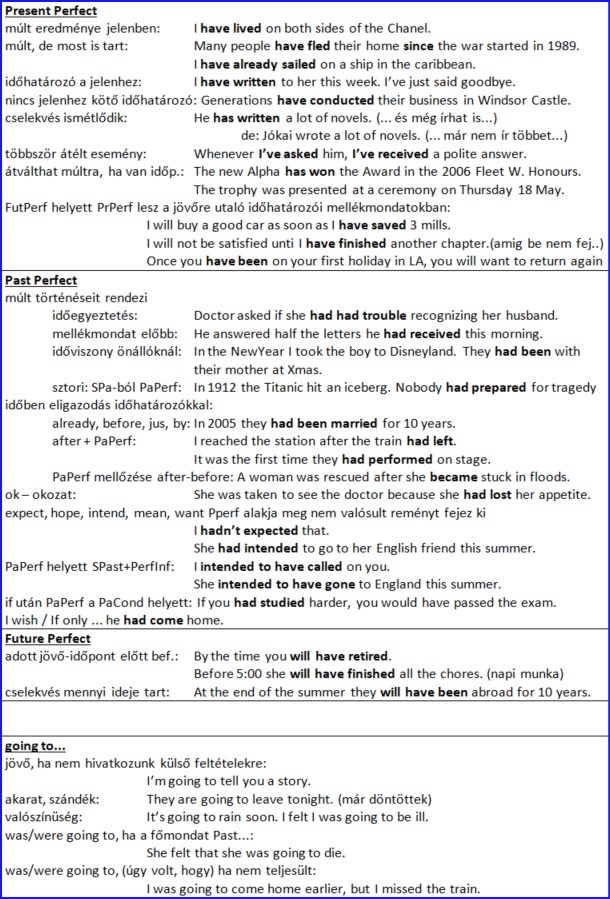 Present Perfect
múlt eredménye jelenben: I have lived on both sides of the Chanel.
múlt, de most is tart: Many people have fled their home since the war started in 1989.
I have already sailed on a ship in the caribbean.
időhatározó a jelenhez: I have written to her this week. I've just said goodbye.
nincs jelenhez kötő időhatározó: Generations have conducted their business in Windsor Castle.
cselekvés ismétlődik: He has written a lot of novels. (... és még írhat is...)
de: Jókai wrote a lot of novels. (... már nem ír többet...)
többször átélt esemény: Whenever I've asked him, I've received a polite answer.
átválthat múltra, ha van időp.: The new Alpha has won the Award in the 2006 Fleet W. Honours.
The trophy was presented at a ceremony on Thursday 18 May.
FutPerf helyett PrPerf lesz a jövőre utaló időhatározói mellékmondatokban:
I will buy a good car as soon as I have saved 3 mills.
I will not be satisfied unti I have finished another chapter.(amig be nem fej..)
Once you have been on your first holiday in LA, you will want to return again
Past Perfect
múlt történéseit rendezi
időegyeztetés: Doctor asked if she had had trouble recognizing her husband.
mellékmondat előbb: He answered half the letters he had received this morning.
időviszony önállóknál: In the NewYear I took the boy to Disneyland. They had been with
their mother at Xmas.
sztori: SPa-ból PaPerf: In 1912 the Titanic hit an iceberg. Nobody had prepared for tragedy
időben eligazodás időhatározókkal:
already, before, jus, by: In 2005 they had been married for 10 years.
after + PaPerf: I reached the station after the train had left.
It was the first time they had performed on stage.
PaPerf mellőzése after-before: A woman was rescued after she became stuck in floods.
ok – okozat: She was taken to see the doctor because she had lost her appetite.
expect, hope, intend, mean, want Pperf alakja meg nem valósult reményt fejez ki
I hadn't expected that.
She had intended to go to her English friend this summer.
PaPerf helyett SPast+PerfInf: I intended to have called on you.
She intended to have gone to England this summer.
if után PaPerf a PaCond helyett: If you had studied harder, you would have passed the exam.
I wish / If only ... he had come home.
Future Perfect
adott jövő-időpont előtt bef.: By the time you will have retired.
Before 5:00 she will have finished all the chores. (napi munka)
cselekvés mennyi ideje tart: At the end of the summer they will have been abroad for 10 years.
going to...
jövő, ha nem hivatkozunk külső feltételekre:
I'm going to tell you a story.
akarat, szándék: They are going to leave tonight. (már döntöttek)
valószínüség: It's going to rain soon. I felt I was going to be ill.
was/were going to, ha a főmondat Past...:
She felt that she was going to die.
was/were going to, (úgy volt, hogy) ha nem teljesült:
I was going to come home earlier, but I missed the train.